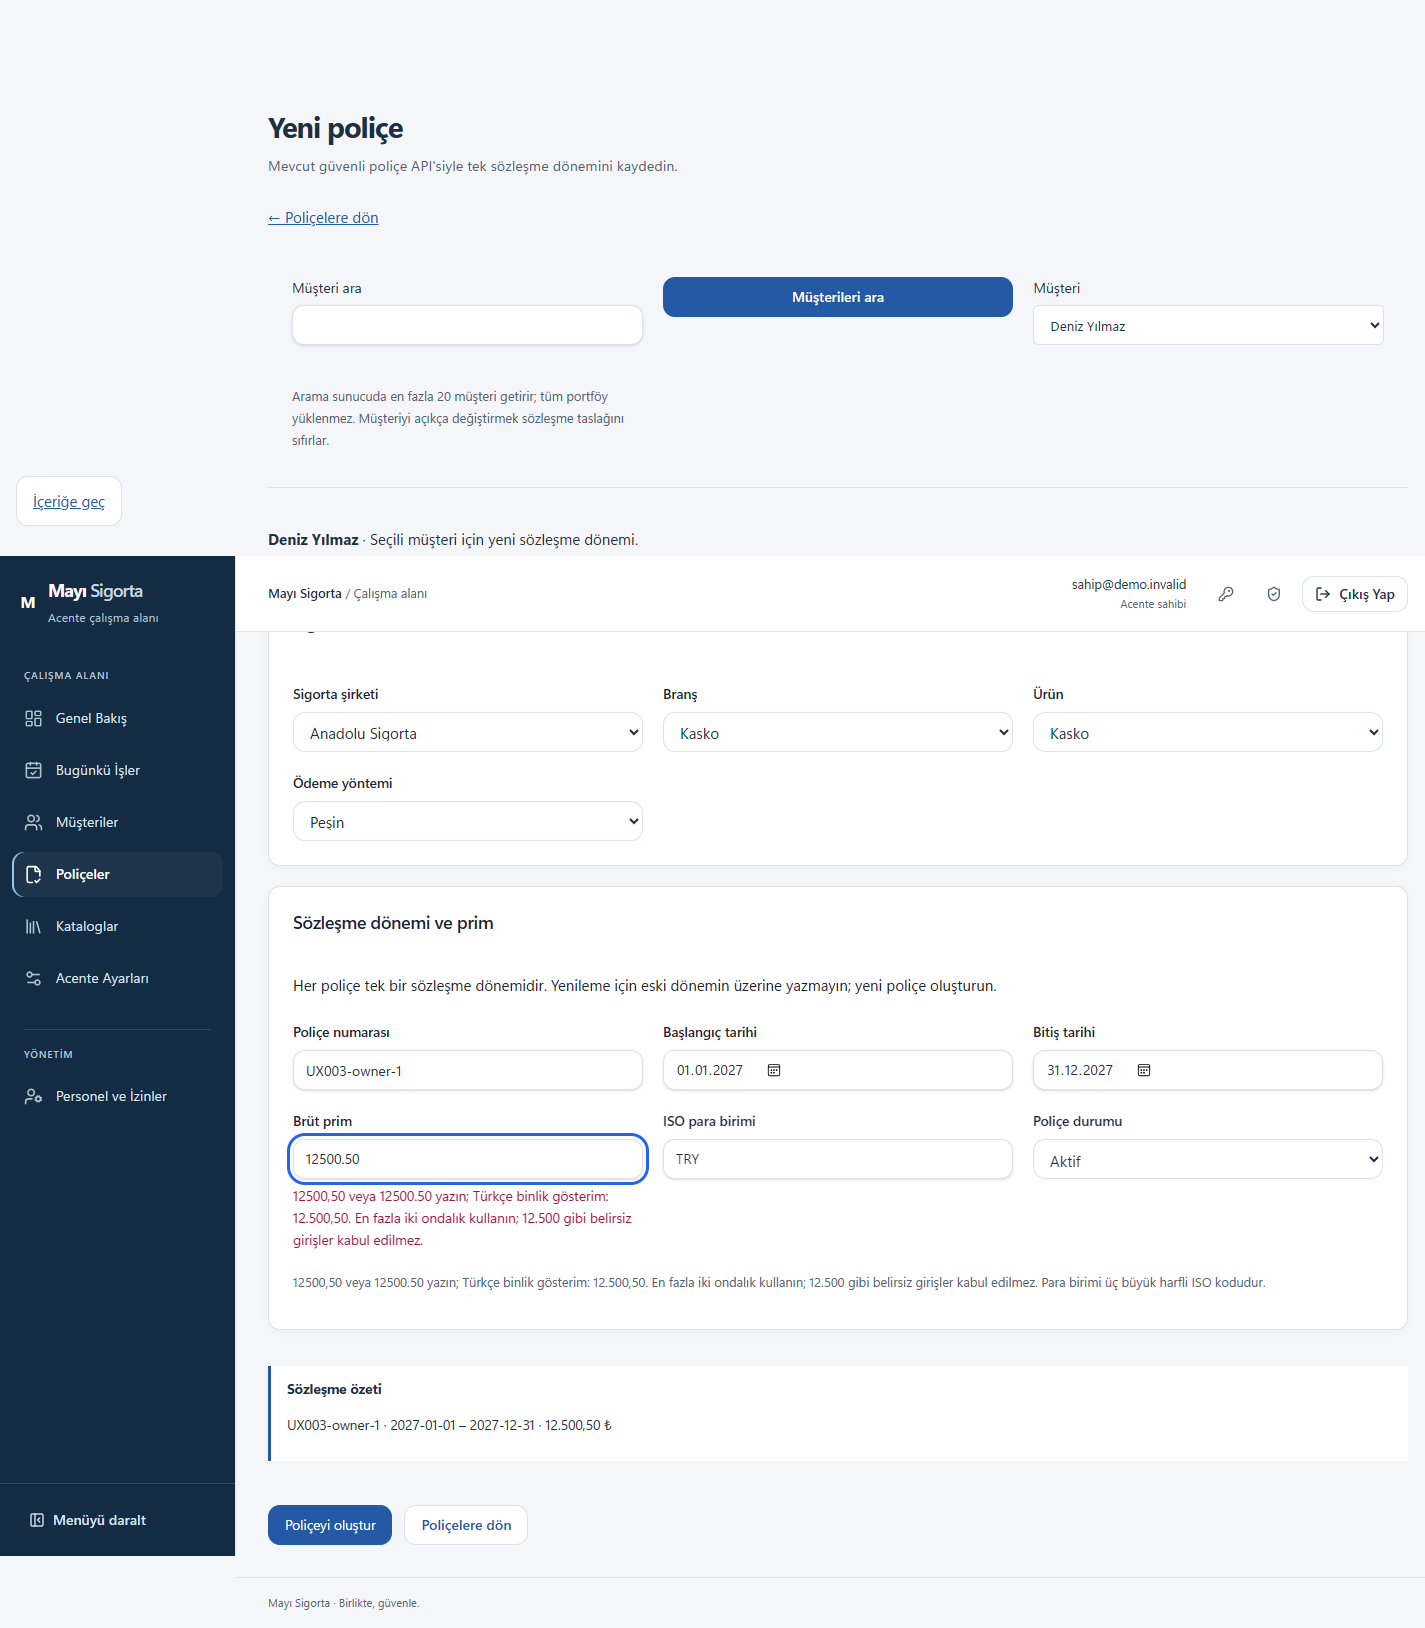 Yeni poliçe
Mevcut güvenli poliçe API'siyle tek sözleşme dönemini kaydedin.
← Poliçelere dön
Müşteri ara
Müşterileri ara
Müşteri
Deniz Yılmaz
Arama sunucuda en fazla 20 müşteri getirir; tüm portföy
yüklenmez. Müşteriyi açıkça değiştirmek sözleşme taslağını
sıfırlar.
İçeriğe geç
Deniz Yılmaz · Seçili müşteri için yeni sözleşme dönemi.
M
Mayı Sigorta
Acente çalışma alanı
Mayı Sigorta / Çalışma alanı
sahip@demo.invalid
Acente sahibi
Çıkış Yap
ÇALIŞMA ALANI
Genel Bakış
Bugünkü İşler
Müşteriler
Poliçeler
Kataloglar
Acente Ayarları
YÖNETİM
Personel ve İzinler
Menüyü daralt
Sigorta şirketi
Anadolu Sigorta
Branş
Kasko
Ürün
Kasko
Ödeme yöntemi
Peşin
Sözleşme dönemi ve prim
Her poliçe tek bir sözleşme dönemidir. Yenileme için eski dönemin üzerine yazmayın; yeni poliçe oluşturun.
Poliçe numarası
UX003-owner-1
Başlangıç tarihi
01.01.2027
Bitiş tarihi
31.12.2027
Brüt prim
12500.50
12500,50 veya 12500.50 yazın; Türkçe binlik gösterim:
12.500,50. En fazla iki ondalık kullanın; 12.500 gibi belirsiz
girişler kabul edilmez.
ISO para birimi
TRY
Poliçe durumu
Aktif
12500,50 veya 12500.50 yazın; Türkçe binlik gösterim: 12.500,50. En fazla iki ondalık kullanın; 12.500 gibi belirsiz girişler kabul edilmez. Para birimi üç büyük harfli ISO kodudur.
Sözleşme özeti
UX003-owner-1 · 2027-01-01 – 2027-12-31 · 12.500,50 ₺
Poliçeyi oluştur
Poliçelere dön
Mayı Sigorta · Birlikte, güvenle.